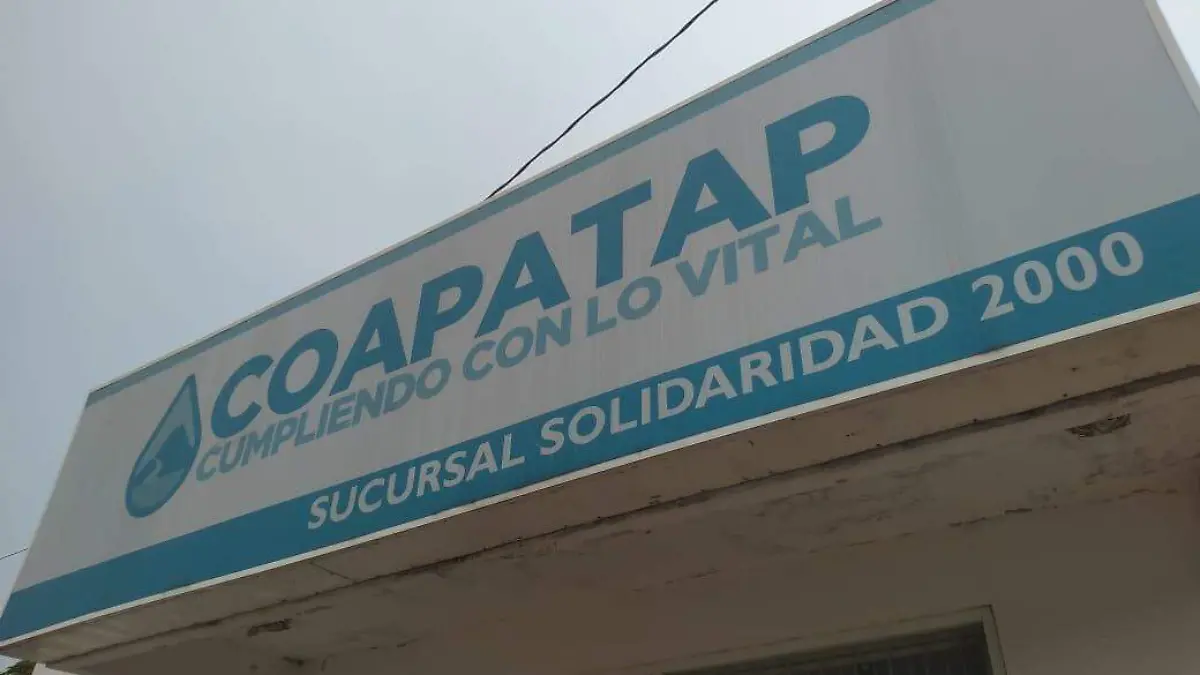 COAPATAP
CUMPLIENDO CON LO VITAL
SUCURSAL SOLIDARIDAD 2000